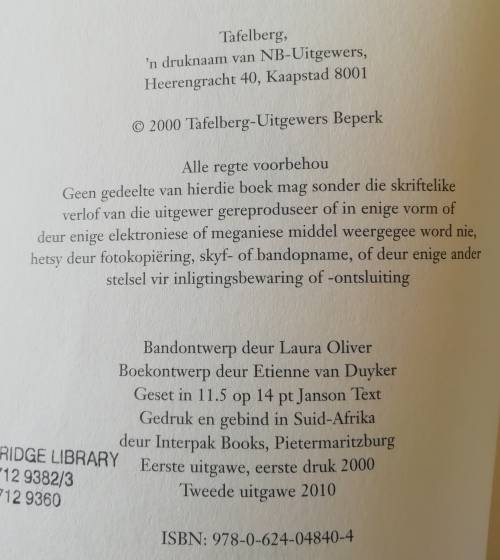 Tafelberg,
'n druknaam van NB-Uitgewers,
Heerengracht 40, Kaapstad 8001
© 2000 Tafelberg-Uitgewers Beperk
Alle regte voorbehou
Geen gedeelte van hierdie boek mag sonder die skriftelike
verlof van die uitgewer gereproduseer of in enige vorm of
deur enige elektroniese of meganiese middel weergegee word nie,
hetsy deur fotokopiëring, skyf- of bandopname, of deur enige ander
stelsel vir inligtingsbewaring of -ontsluiting
Bandontwerp deur Laura Oliver
Boekontwerp deur Etienne van Duyker
Geset in 11.5 op 14 pt Janson Text
Gedruk en gebind in Suid-Afrika
deur Interpak Books, Pietermaritzburg
Eerste uitgawe, eerste druk 2000
Tweede uitgawe 2010
ISBN: 978-0-624-04840-4
RIDGE LIBRARY
712 9382/3
712 9360